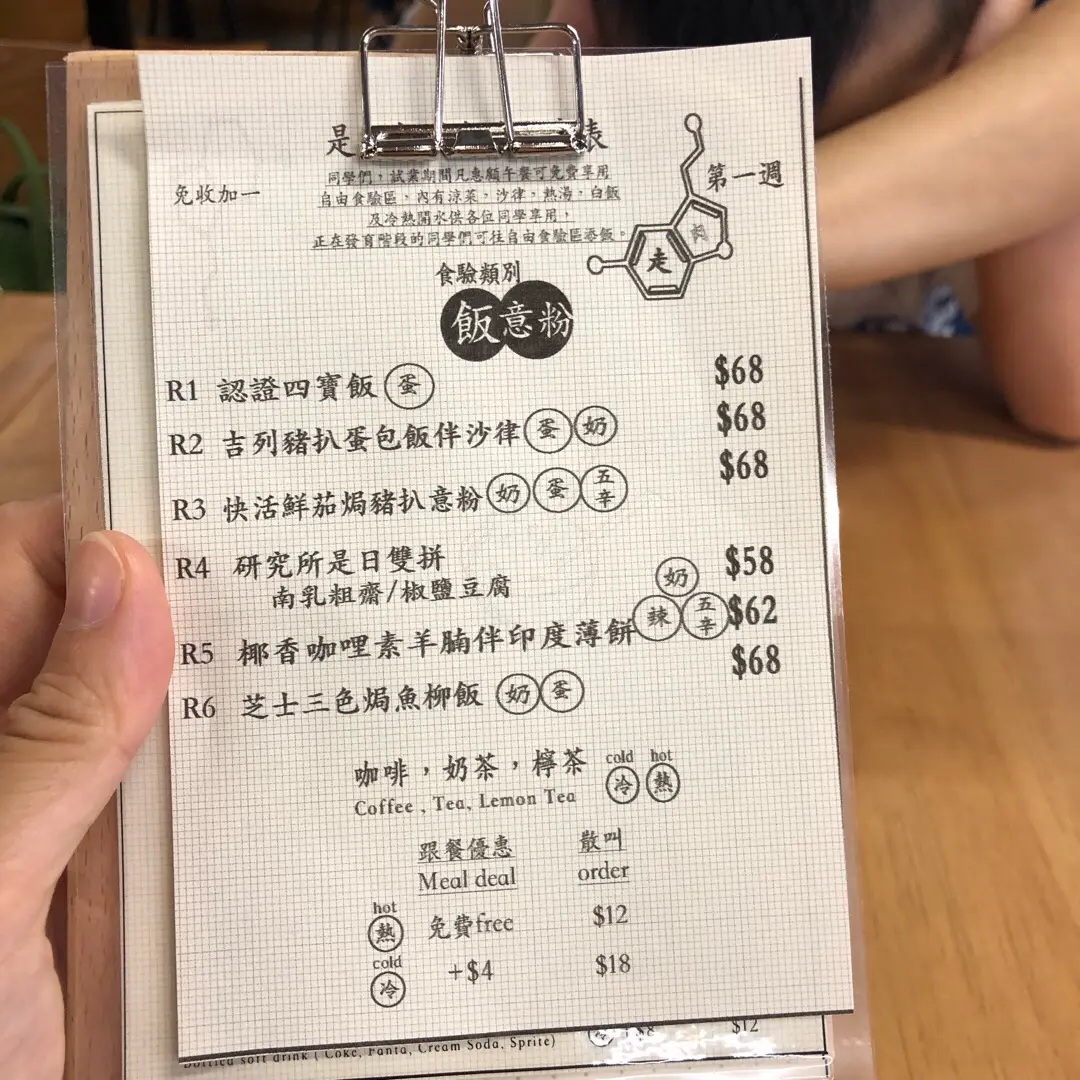 是 表
免收加一
同學們，試業期間凡惠顧午餐可免費享用
自由食驗區，內有涼菜，沙律，熱湯，白飯
及冷熱開水供各位同學享用，
正在發育階段的同學們可往自由食驗區添飯。
第一週
走
肉
食驗類別
飯意粉
R1 認證四寶飯 蛋 $68
R2 吉列豬扒蛋包飯伴沙律 蛋 奶 $68
R3 快活鮮茄焗豬扒意粉 奶 蛋 五辛 $68
R4 研究所是日雙拼 $58
南乳粗齋/椒鹽豆腐
R5 椰香咖哩素羊腩伴印度薄餅 奶 辣 五辛 $62
R6 芝士三色焗魚柳飯 奶 蛋 $68
咖啡，奶茶，檸茶 cold 冷 hot 熱
Coffee , Tea, Lemon Tea
跟餐優惠 散叫
Meal deal order
hot 熱 免費free $12
cold 冷 +$4 $18
$12
Bottled soft drink ( Coke, Fanta, Cream Soda, Sprite)